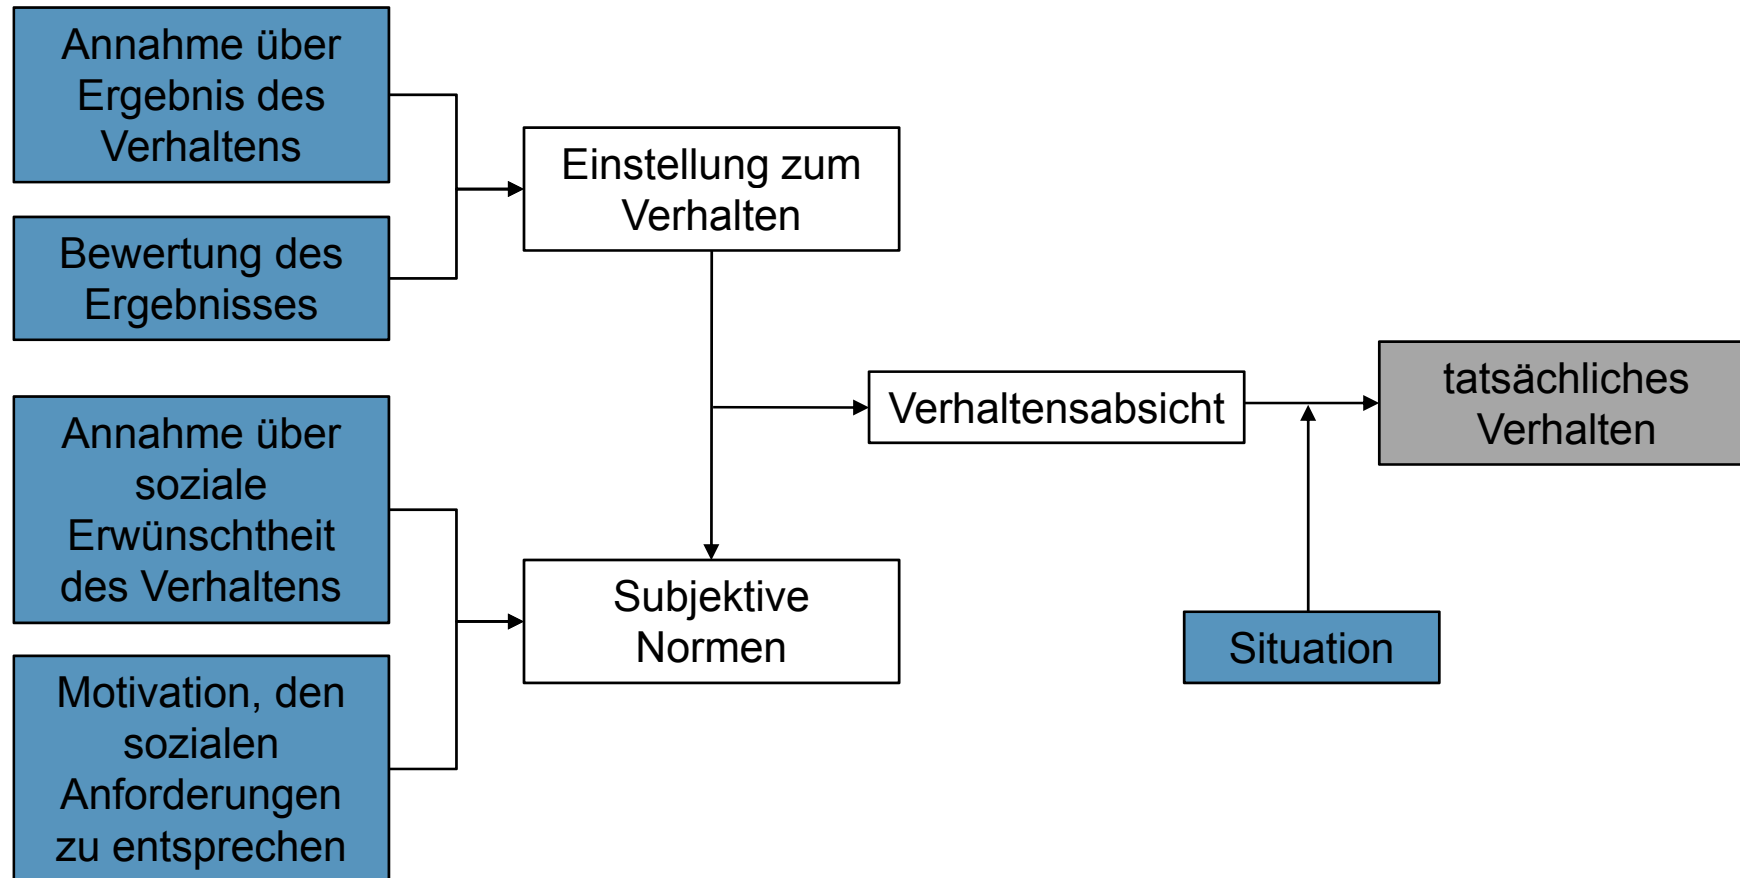 Annahme über
Ergebnis des
Verhaltens
Bewertung des
Ergebnisses
Annahme über
soziale
Erwünschtheit
des Verhaltens
Motivation, den
sozialen
Anforderungen
zu entsprechen
Einstellung zum
Verhalten
Subjektive
Normen
Verhaltensabsicht
Situation
tatsächliches
Verhalten